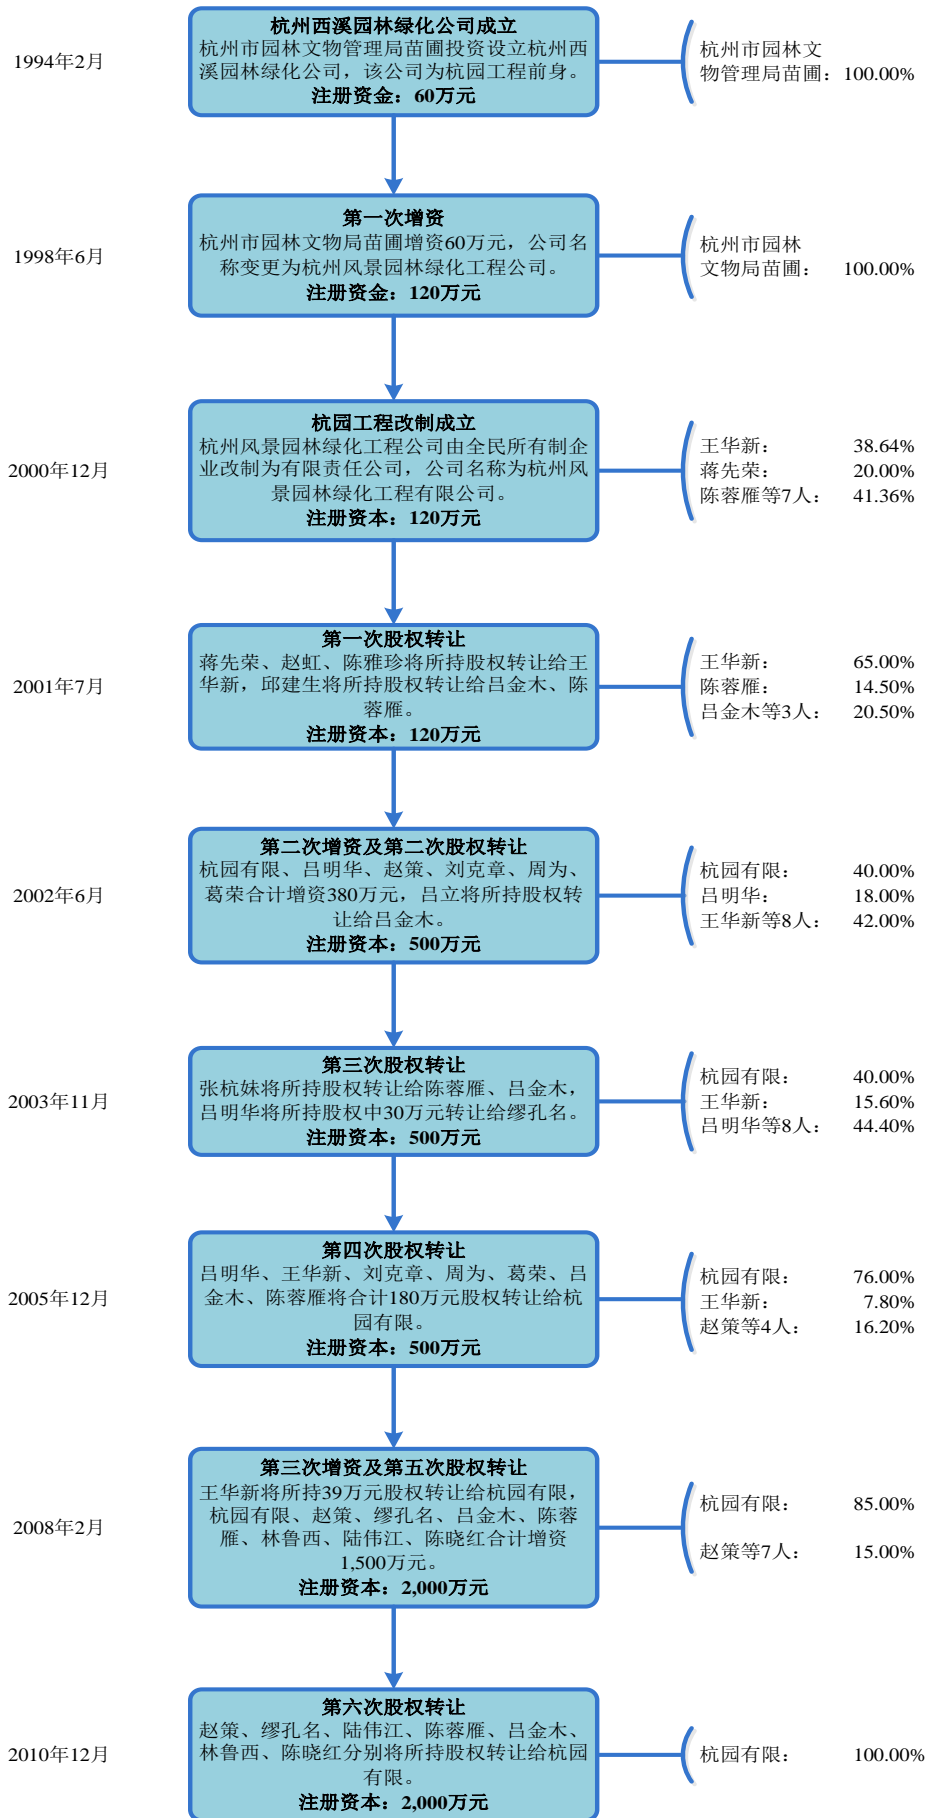 1994年2月
杭州西溪园林绿化公司成立
杭州市园林文物管理局苗圃投资设立杭州西
溪园林绿化公司，该公司为杭园工程前身。
注册资金：60万元
杭州市园林文
物管理局苗圃：100.00%
1998年6月
第一次增资
杭州市园林文物局苗圃增资60万元，公司名
称变更为杭州风景园林绿化工程公司。
注册资金：120万元
杭州市园林
文物局苗圃： 100.00%
2000年12月
杭园工程改制成立
杭州风景园林绿化工程公司由全民所有制企
业改制为有限责任公司，公司名称为杭州风
景园林绿化工程有限公司。
注册资本：120万元
王华新： 38.64%
蒋先荣： 20.00%
陈蓉雁等7人： 41.36%
2001年7月
第一次股权转让
蒋先荣、赵虹、陈雅珍将所持股权转让给王
华新，邱建生将所持股权转让给吕金木、陈
蓉雁。
注册资本：120万元
王华新： 65.00%
陈蓉雁： 14.50%
吕金木等3人： 20.50%
2002年6月
第二次增资及第二次股权转让
杭园有限、吕明华、赵策、刘克章、周为、
葛荣合计增资380万元，吕立将所持股权转
让给吕金木。
注册资本：500万元
杭园有限： 40.00%
吕明华： 18.00%
王华新等8人： 42.00%
2003年11月
第三次股权转让
张杭妹将所持股权转让给陈蓉雁、吕金木，
吕明华将所持股权中30万元转让给缪孔名。
注册资本：500万元
杭园有限： 40.00%
王华新： 15.60%
吕明华等8人： 44.40%
2005年12月
第四次股权转让
吕明华、王华新、刘克章、周为、葛荣、吕
金木、陈蓉雁将合计180万元股权转让给杭
园有限。
注册资本：500万元
杭园有限： 76.00%
王华新： 7.80%
赵策等4人： 16.20%
2008年2月
第三次增资及第五次股权转让
王华新将所持39万元股权转让给杭园有限，
杭园有限、赵策、缪孔名、吕金木、陈蓉
雁、林鲁西、陆伟江、陈晓红合计增资
1,500万元。
注册资本：2,000万元
杭园有限： 85.00%
赵策等7人： 15.00%
2010年12月
第六次股权转让
赵策、缪孔名、陆伟江、陈蓉雁、吕金木、
林鲁西、陈晓红分别将所持股权转让给杭园
有限。
注册资本：2,000万元
杭园有限： 100.00%